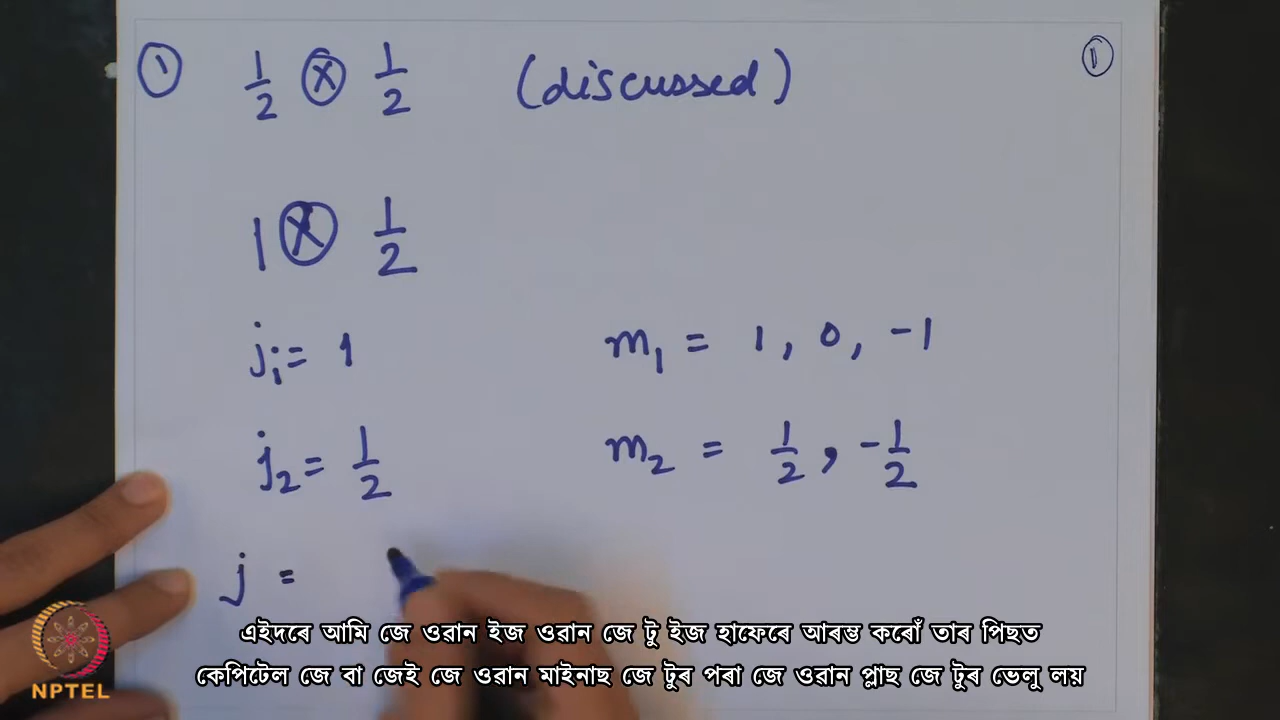 ① 1/2 ⊗ 1/2 (discussed) ①
1 ⊗ 1/2
j₁ = 1 m₁ = 1, 0, -1
j₂ = 1/2 m₂ = 1/2, -1/2
j =
এইদৰে আমি জে ওৱান ইজ ওৱান জে টু ইজ হাফেৰে আৰম্ভ কৰোঁ তাৰ পিছত
কেপিটেল জে বা জেই জে ওৱান মাইনাছ জে টুৰ পৰা জে ওৱান প্লাছ জে টুৰ ভেলু লয়
NPTEL